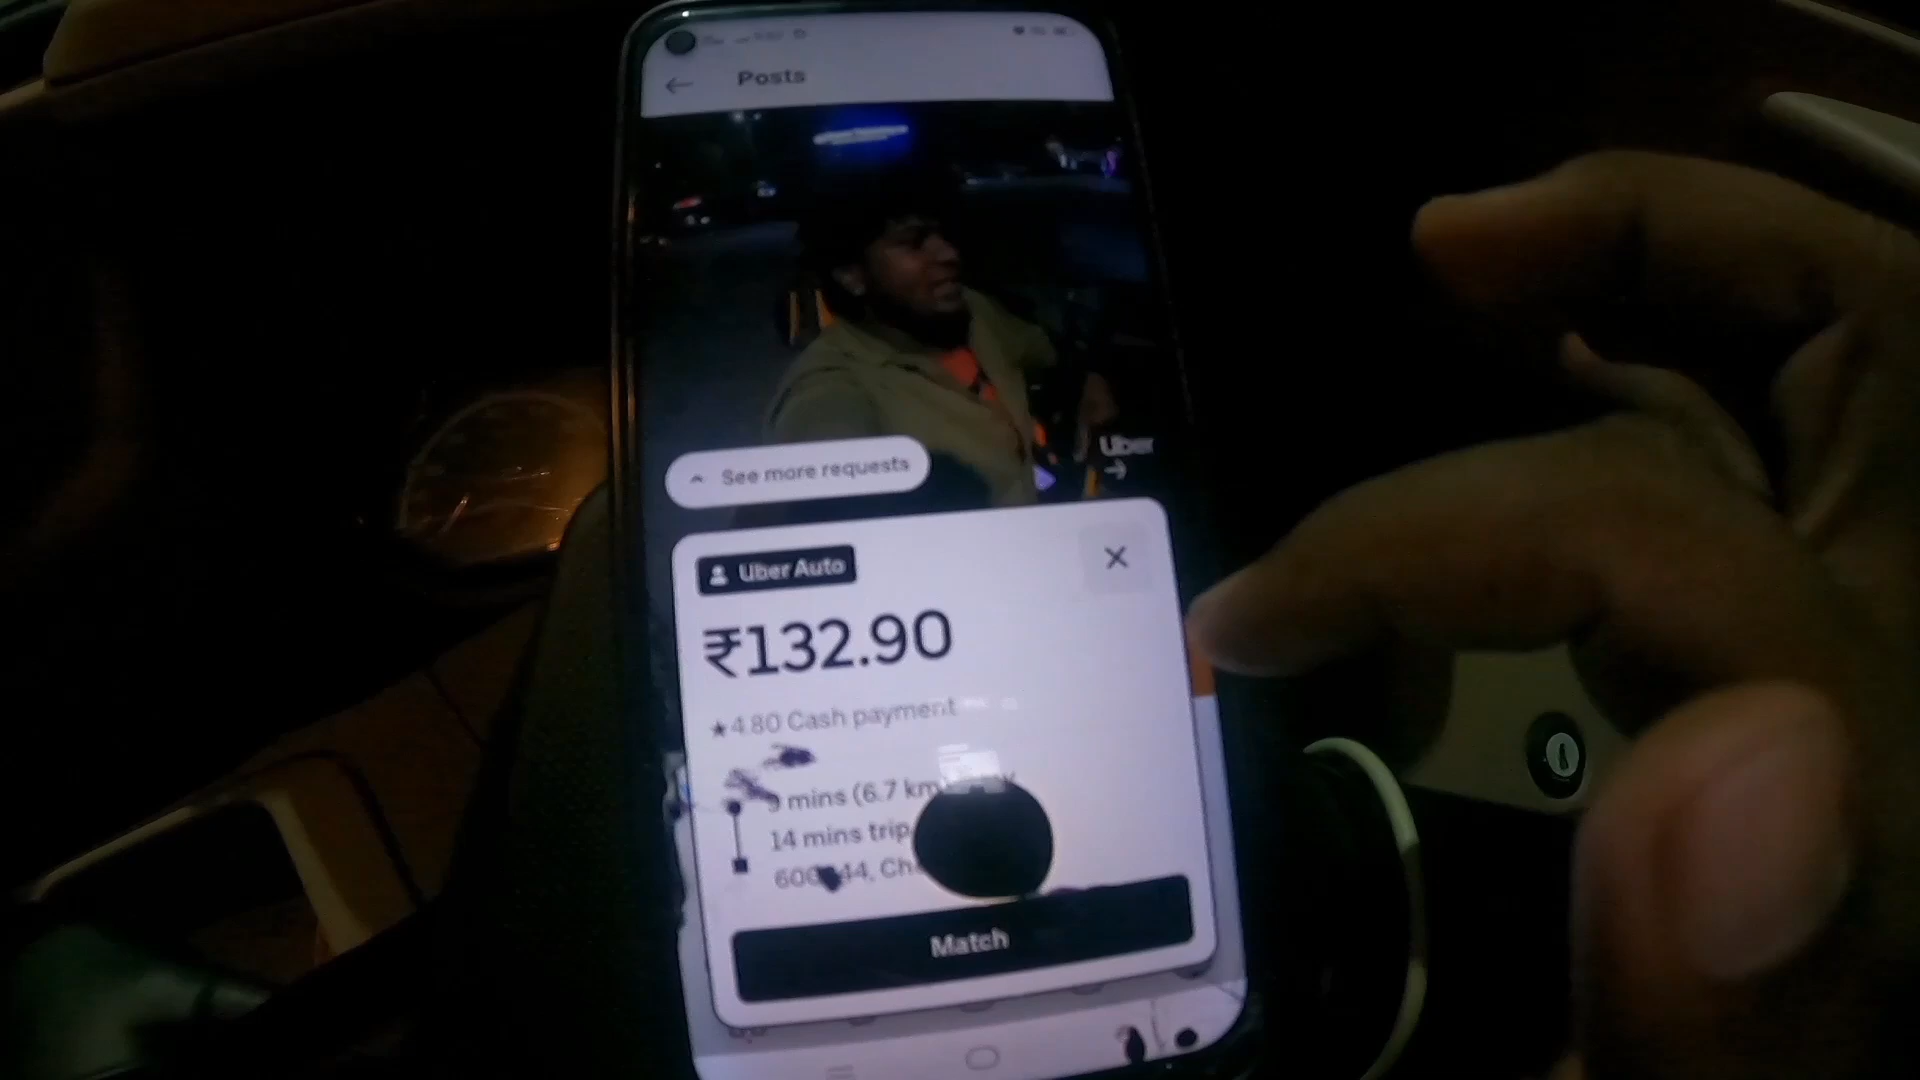 Posts
See more requests
Uber
Uber Auto
₹132.90
★4.80 Cash payment
mins (6.7 km)
14 mins trip
Match